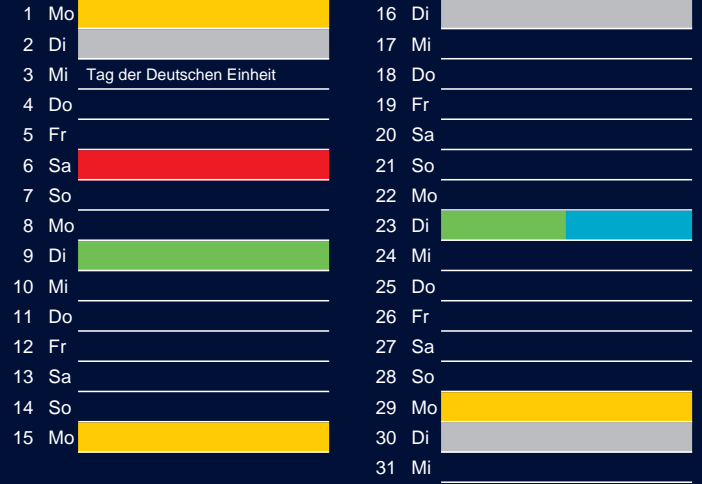 1 Mo
2 Di
3 Mi Tag der Deutschen Einheit
4 Do
5 Fr
6 Sa
7 So
8 Mo
9 Di
10 Mi
11 Do
12 Fr
13 Sa
14 So
15 Mo
16 Di
17 Mi
18 Do
19 Fr
20 Sa
21 So
22 Mo
23 Di
24 Mi
25 Do
26 Fr
27 Sa
28 So
29 Mo
30 Di
31 Mi